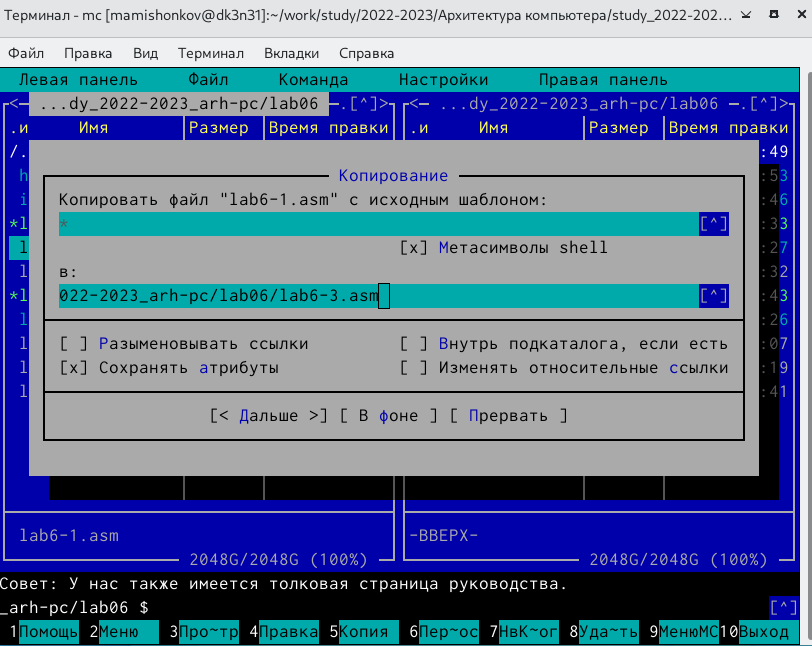 Терминал - mc [mamishonkov@dk3n31]:~/work/study/2022-2023/Архитектура компьютера/study_2022-202...
Файл Правка Вид Терминал Вкладки Справка
Левая панель Файл Команда Настройки Правая панель
<─ ...dy_2022-2023_arh-pc/lab06 ─.[^]> <─ ...dy_2022-2023_arh-pc/lab06 ─.[^]>
.и Имя Размер Время правки .и Имя Размер Время правки
/. :49
Копирование
h :53
Копировать файл "lab6-1.asm" с исходным шаблоном:
i :46
*l * [^] :33
l [x] Метасимволы shell :27
l в: :32
*l 022-2023_arh-pc/lab06/lab6-3.asm [^] :43
l :26
l [ ] Разыменовывать ссылки [ ] Внутрь подкаталога, если есть :07
l [x] Сохранять атрибуты [ ] Изменять относительные ссылки :19
l :41
[< Дальше >] [ В фоне ] [ Прервать ]
lab6-1.asm -ВВЕРХ-
2048G/2048G (100%) 2048G/2048G (100%)
Совет: У нас также имеется толковая страница руководства.
_arh-pc/lab06 $ [^]
1Помощь 2Меню 3Про~тр 4Правка 5Копия 6Пер~ос 7НвК~ог 8Уда~ть 9МенюМС 10Выход